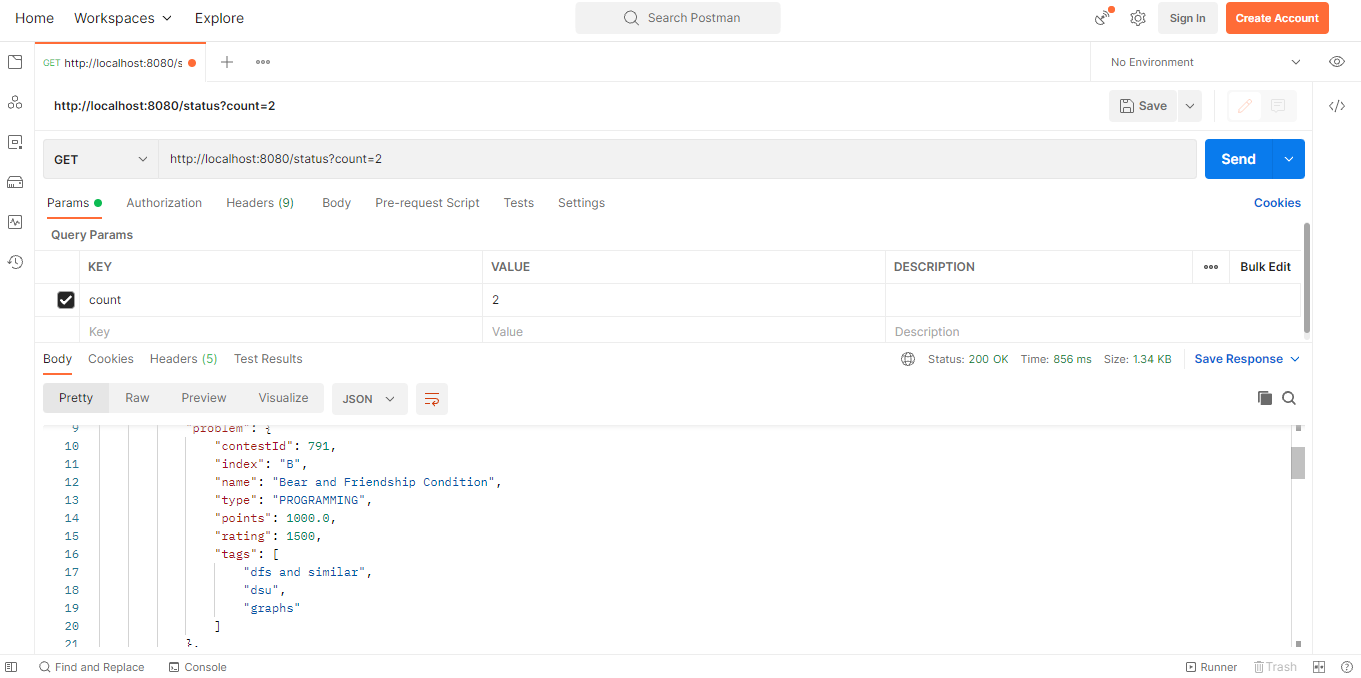 Home Workspaces Explore Search Postman Sign In Create Account
GET http://localhost:8080/s No Environment
http://localhost:8080/status?count=2 Save
GET http://localhost:8080/status?count=2 Send
Params Authorization Headers (9) Body Pre-request Script Tests Settings Cookies
Query Params
KEY VALUE DESCRIPTION Bulk Edit
count 2
Key Value Description
Body Cookies Headers (5) Test Results Status: 200 OK Time: 856 ms Size: 1.34 KB Save Response
Pretty Raw Preview Visualize JSON
9 "problem": {
10 "contestId": 791,
11 "index": "B",
12 "name": "Bear and Friendship Condition",
13 "type": "PROGRAMMING",
14 "points": 1000.0,
15 "rating": 1500,
16 "tags": [
17 "dfs and similar",
18 "dsu",
19 "graphs"
20 ]
21 },
Find and Replace Console Runner Trash